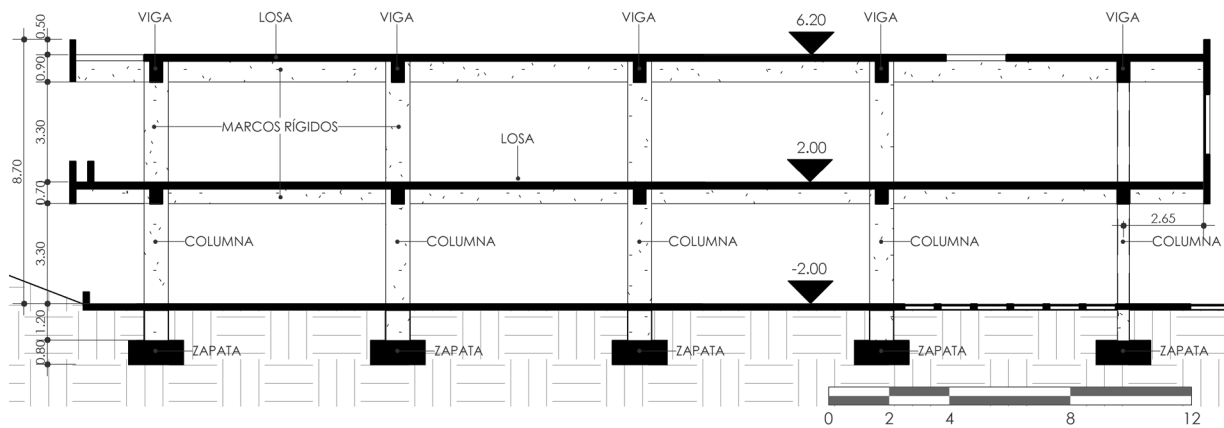 VIGA LOSA VIGA VIGA 6.20 VIGA VIGA
0.50
0.90
3.30
MARCOS RÍGIDOS
LOSA
2.00
8.70
0.70
3.30
2.65
COLUMNA COLUMNA COLUMNA COLUMNA COLUMNA
-2.00
1.20
0.80
ZAPATA ZAPATA ZAPATA ZAPATA ZAPATA
0 2 4 8 12